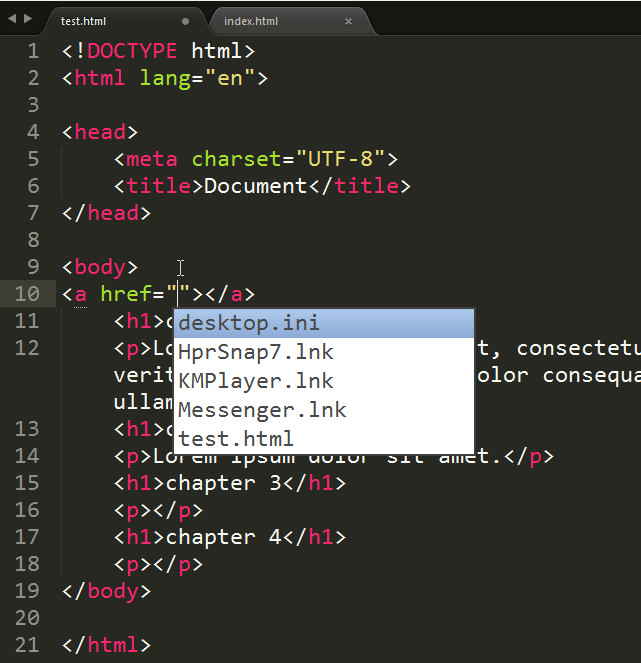 test.html
index.html
1 <!DOCTYPE html>
2 <html lang="en">
3
4 <head>
5 <meta charset="UTF-8">
6 <title>Document</title>
7 </head>
8
9 <body>
10 <a href=""></a>
11 <h1>
desktop.ini
12 <p>
HprSnap7.lnk
t, consectetu
KMPlayer.lnk
olor consequa
Messenger.lnk
13 <h1>
test.html
14 <p>Lorem ipsum dolor sit amet.</p>
15 <h1>chapter 3</h1>
16 <p></p>
17 <h1>chapter 4</h1>
18 <p></p>
19 </body>
20
21 </html>